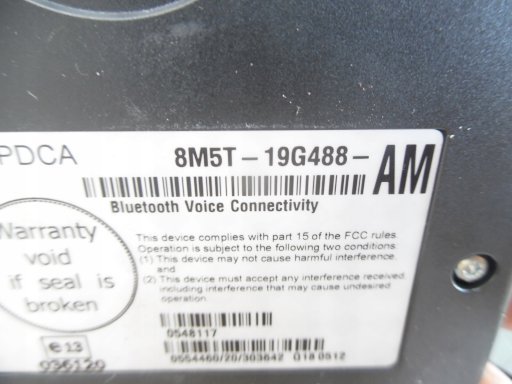 PDCA 8M5T-19G488-AM
Bluetooth Voice Connectivity
Warranty
void
if seal is
broken
This device complies with part 15 of the FCC rules.
Operation is subject to the following two conditions.
(1) This device may not cause harmful interference.
and
(2) This device must accept any interference received
including interference that may cause undesired
operation.
0548117
e13
036120
0554460/20/303642 Q18 0512